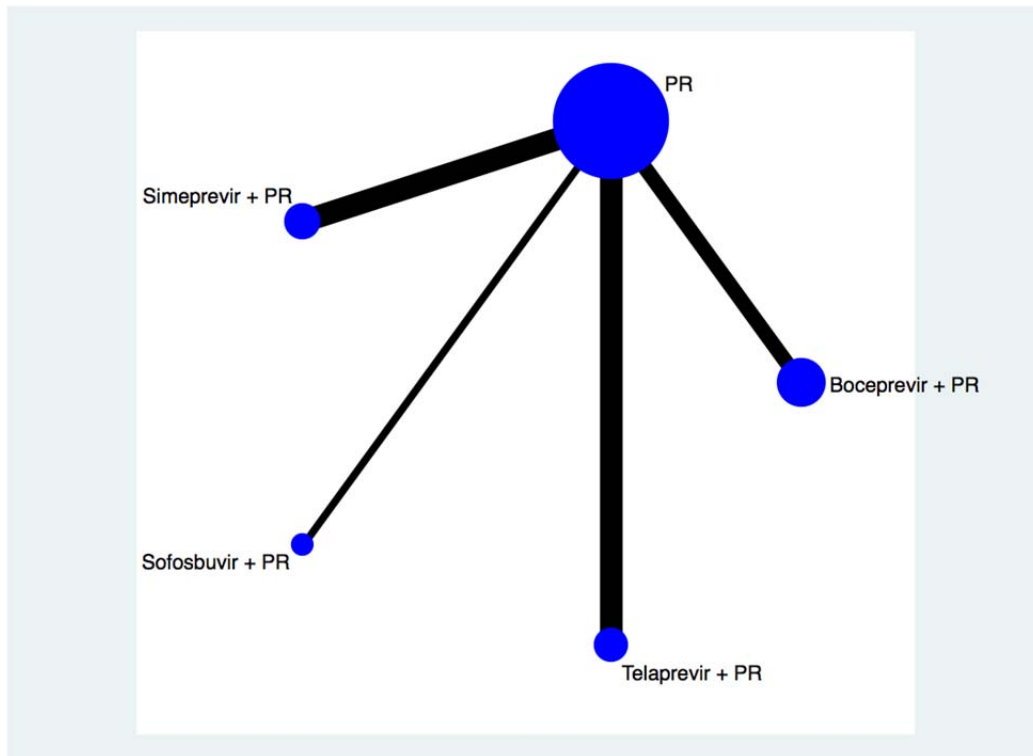 PR
Simeprevir + PR
Boceprevir + PR
Sofosbuvir + PR
Telaprevir + PR